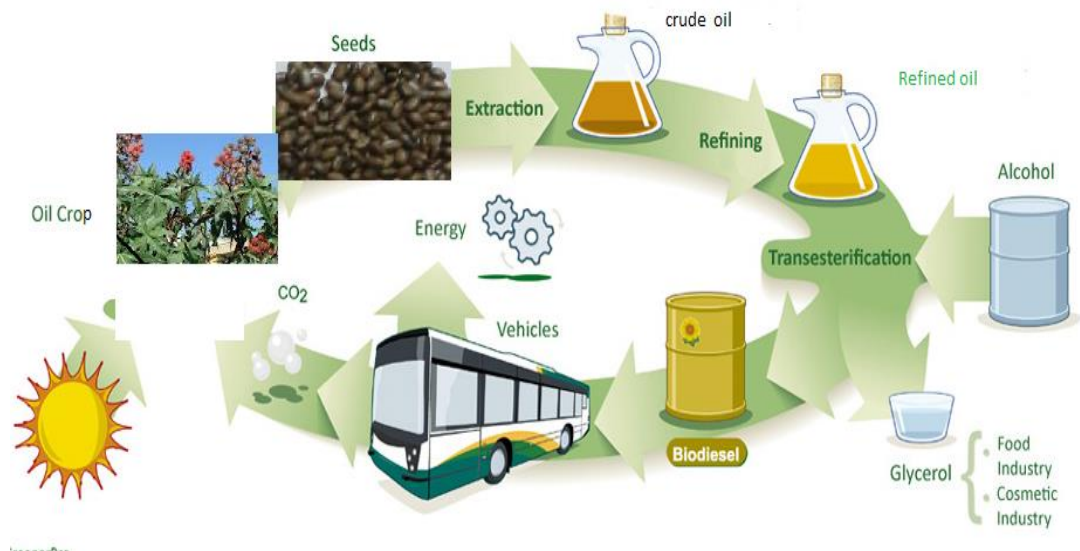 crude oil
Seeds
Refined oil
Extraction
Refining
Alcohol
Oil Crop
Energy
Transesterification
CO2
Vehicles
Biodiesel
Glycerol
Food
Industry
Cosmetic
Industry